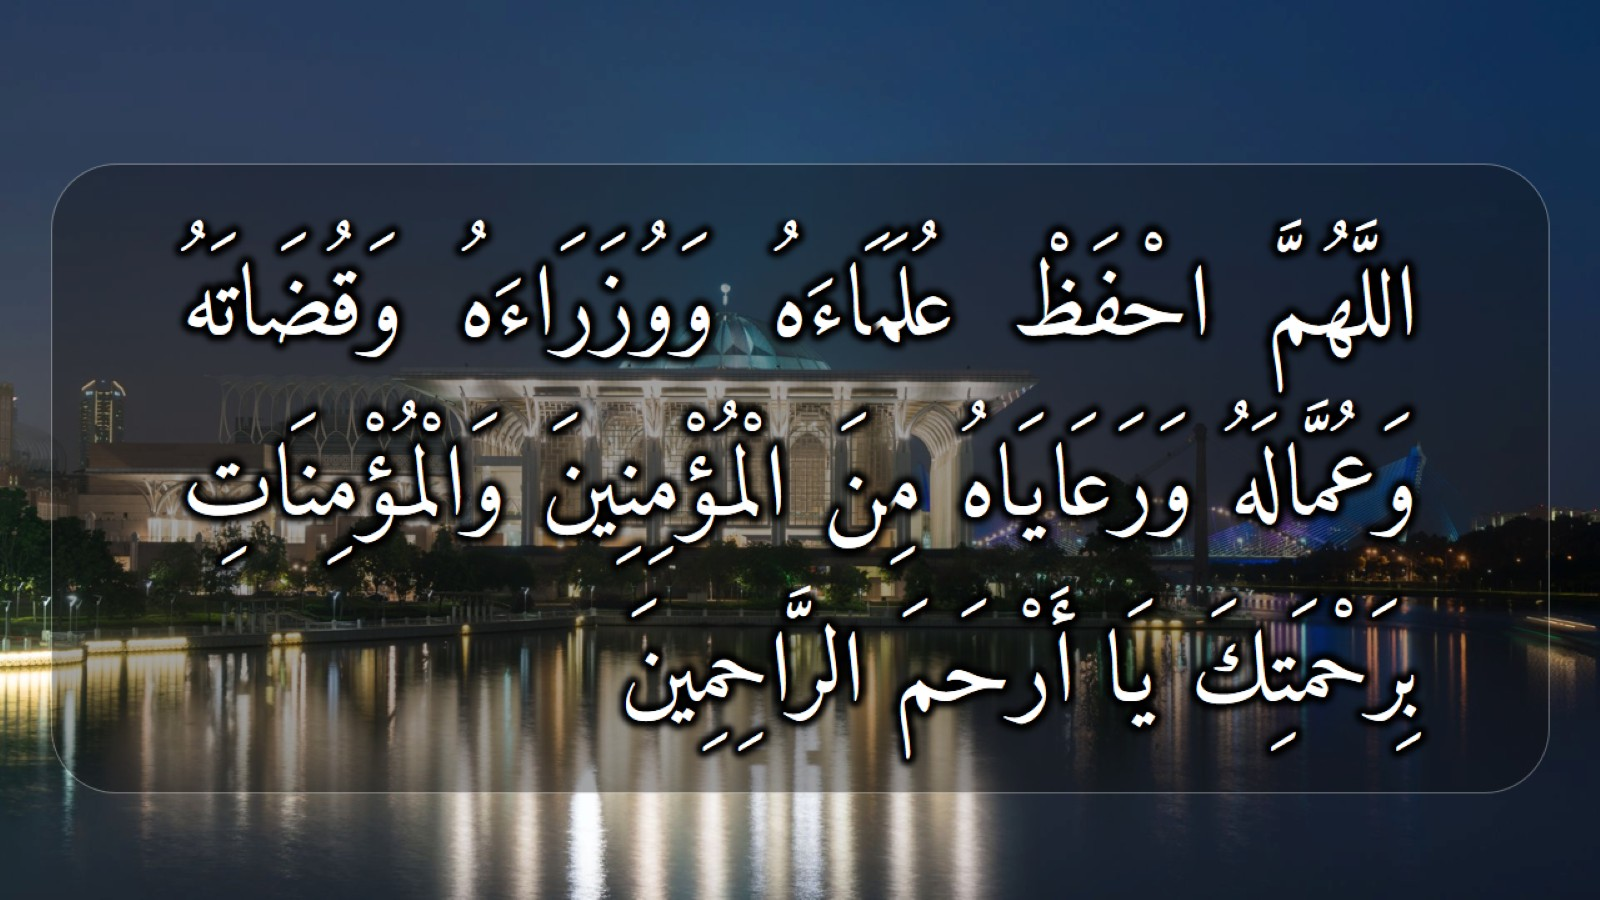 اللَّهُمَّ احْفَظْ عُلَمَاءَهُ وَوُزَرَاءَهُ وَقُضَاتَهُ
وَعُمَّالَهُ وَرَعَايَاهُ مِنَ الْمُؤْمِنِينَ وَالْمُؤْمِنَاتِ
بِرَحْمَتِكَ يَا أَرْحَمَ الرَّاحِمِينَ